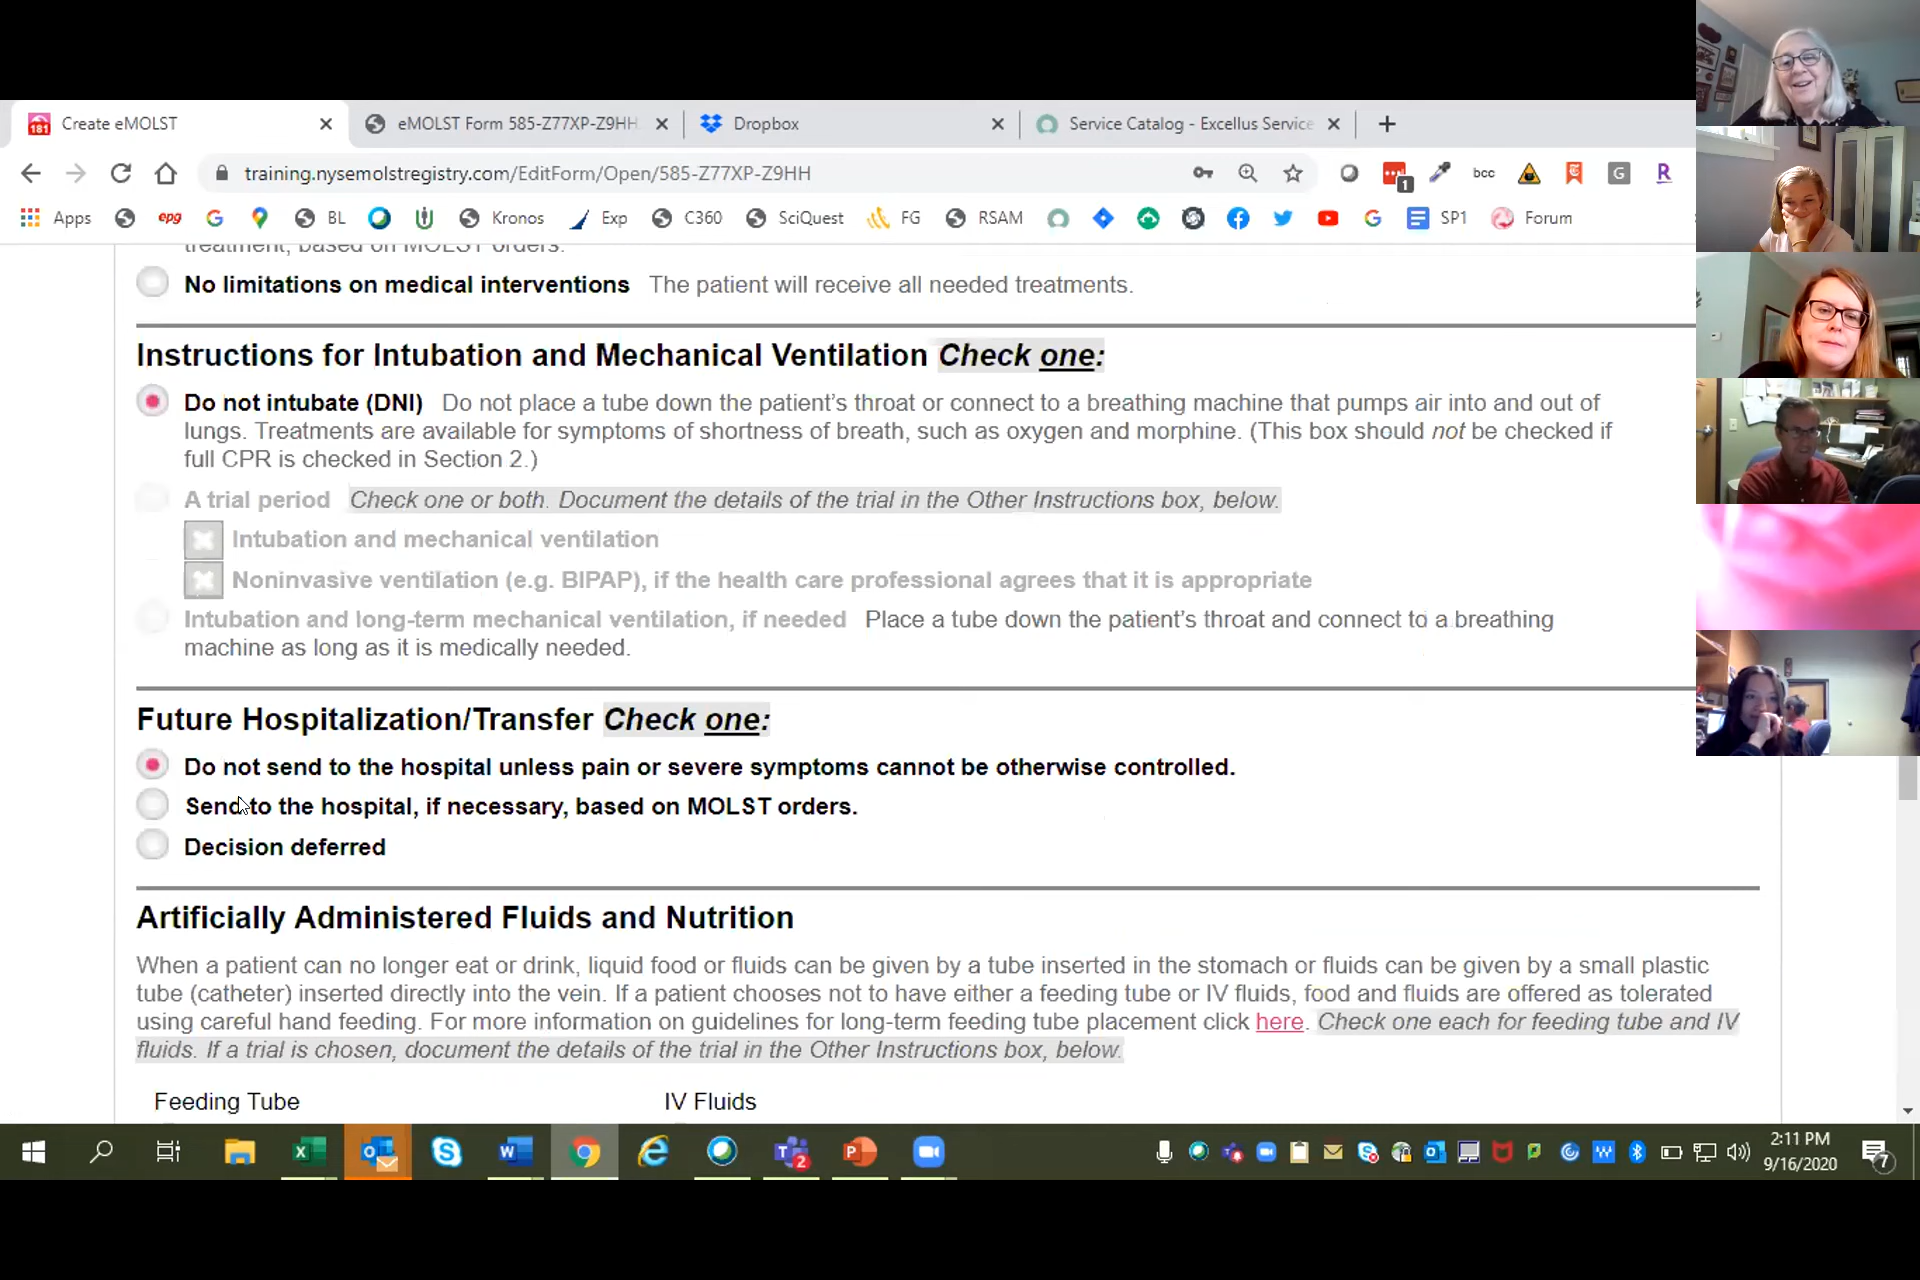 181 Create eMOLST
eMOLST Form 585-Z77XP-Z9HH
Dropbox
Service Catalog - Excellus Service
training.nysemolstregistry.com/EditForm/Open/585-Z77XP-Z9HH
1 bcc G R
Apps epg G BL Kronos Exp C360 SciQuest FG RSAM G SP1 Forum
treatment, based on MOLST orders.
No limitations on medical interventions The patient will receive all needed treatments.
Instructions for Intubation and Mechanical Ventilation Check one:
Do not intubate (DNI) Do not place a tube down the patient's throat or connect to a breathing machine that pumps air into and out of
lungs. Treatments are available for symptoms of shortness of breath, such as oxygen and morphine. (This box should not be checked if
full CPR is checked in Section 2.)
A trial period Check one or both. Document the details of the trial in the Other Instructions box, below.
Intubation and mechanical ventilation
Noninvasive ventilation (e.g. BIPAP), if the health care professional agrees that it is appropriate
Intubation and long-term mechanical ventilation, if needed Place a tube down the patient's throat and connect to a breathing
machine as long as it is medically needed.
Future Hospitalization/Transfer Check one:
Do not send to the hospital unless pain or severe symptoms cannot be otherwise controlled.
Send to the hospital, if necessary, based on MOLST orders.
Decision deferred
Artificially Administered Fluids and Nutrition
When a patient can no longer eat or drink, liquid food or fluids can be given by a tube inserted in the stomach or fluids can be given by a small plastic
tube (catheter) inserted directly into the vein. If a patient chooses not to have either a feeding tube or IV fluids, food and fluids are offered as tolerated
using careful hand feeding. For more information on guidelines for long-term feeding tube placement click here. Check one each for feeding tube and IV
fluids. If a trial is chosen, document the details of the trial in the Other Instructions box, below.
Feeding Tube IV Fluids
2:11 PM
9/16/2020
7
2